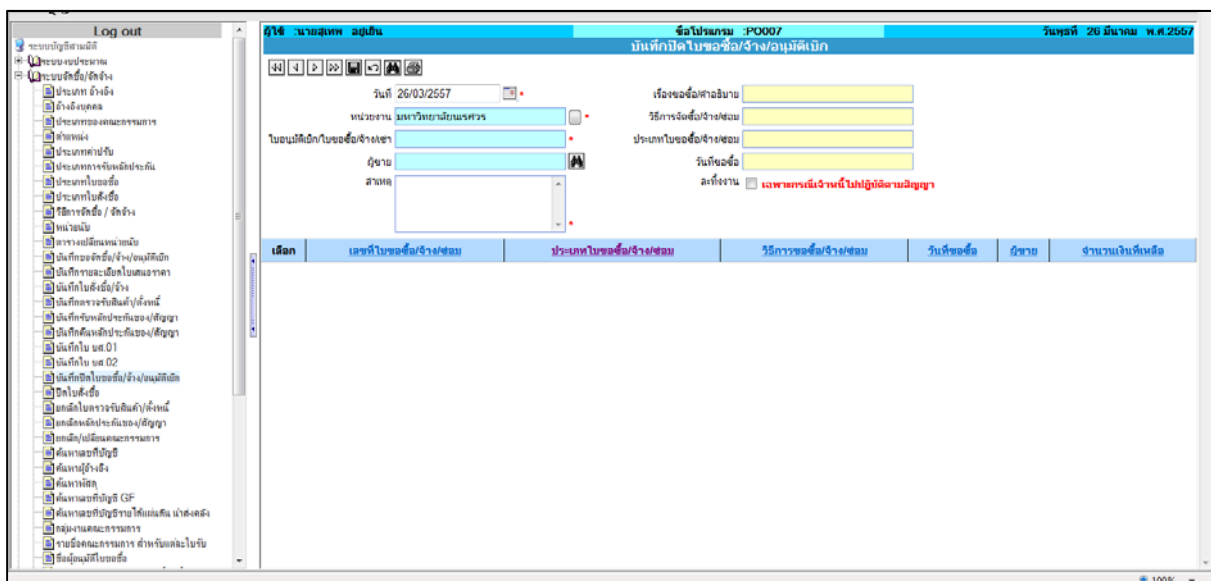 Log out
ระบบบัญชีสามมิติ
ระบบงบประมาณ
ระบบจัดซื้อ/จัดจ้าง
ประเภท อ้างอิง
อ้างอิงบุคคล
ประเภทของคณะกรรมการ
ตำแหน่ง
ประเภทค่าปรับ
ประเภทการรับหลักประกัน
ประเภทใบขอซื้อ
ประเภทใบสั่งซื้อ
วิธีการจัดซื้อ / จัดจ้าง
หน่วยนับ
ตารางเปลี่ยนหน่วยนับ
บันทึกขอจัดซื้อ/จ้าง/อนุมัติเบิก
บันทึกรายละเอียดใบเสนอราคา
บันทึกใบสั่งซื้อ/จ้าง
บันทึกตรวจรับสินค้า/ตั้งหนี้
บันทึกรับหลักประกันซอง/สัญญา
บันทึกคืนหลักประกันซอง/สัญญา
บันทึกใบ บศ.01
บันทึกใบ บศ.02
บันทึกปิดใบขอซื้อ/จ้าง/อนุมัติเบิก
ปิดใบสั่งซื้อ
ยกเลิกใบตรวจรับสินค้า/ตั้งหนี้
ยกเลิกหลักประกันซอง/สัญญา
ยกเลิก/เปลี่ยนคณะกรรมการ
ค้นหาเลขที่บัญชี
ค้นหาผู้อ้างอิง
ค้นหาพัสดุ
ค้นหาเลขที่บัญชี GF
ค้นหาเลขที่บัญชีรายได้แผ่นดิน นำส่งคลัง
กลุ่มงานคณะกรรมการ
รายชื่อคณะกรรมการ สำหรับแต่ละใบรับ
ชื่อผู้อนุมัติใบขอซื้อ
ผู้ใช้ :นายสุเทพ อยู่เย็น ชื่อโปรแกรม :PO007 วันพุธที่ 26 มีนาคม พ.ศ.2557
บันทึกปิดใบขอซื้อ/จ้าง/อนุมัติเบิก
วันที่ 26/03/2557 * เรื่องขอซื้อ/คำอธิบาย
หน่วยงาน มหาวิทยาลัยนเรศวร * วิธีการจัดซื้อ/จ้าง/ซ่อม
ใบอนุมัติเบิก/ใบขอซื้อ/จ้าง/เช่า * ประเภทใบขอซื้อ/จ้าง/ซ่อม
ผู้ขาย วันที่ขอซื้อ
สาเหตุ * ละทิ้งงาน เฉพาะกรณีเจ้าหนี้ไม่ปฏิบัติตามสัญญา
เลือก เลขที่ใบขอซื้อ/จ้าง/ซ่อม ประเภทใบขอซื้อ/จ้าง/ซ่อม วิธีการขอซื้อ/จ้าง/ซ่อม วันที่ขอซื้อ ผู้ขาย จำนวนเงินที่เหลือ
100%